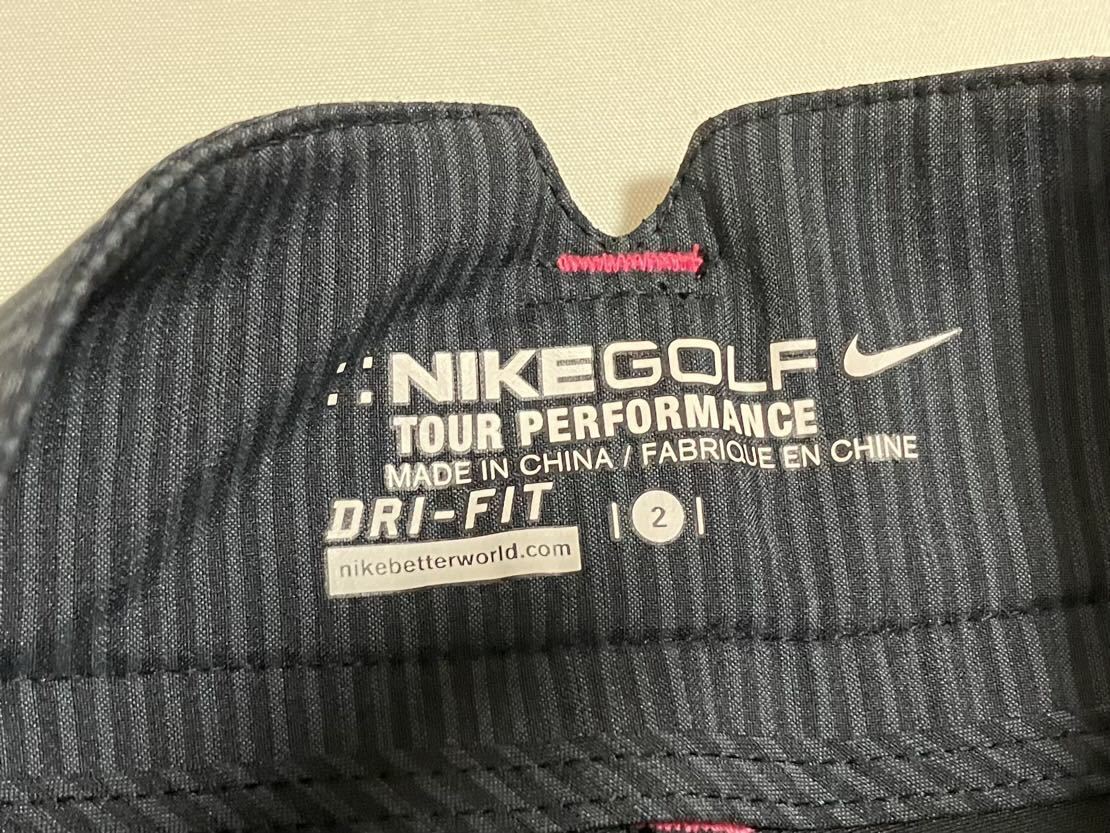 NIKEGOLF
TOUR PERFORMANCE
MADE IN CHINA / FABRIQUE EN CHINE
DRI-FIT
| 2 |
nikebetterworld.com